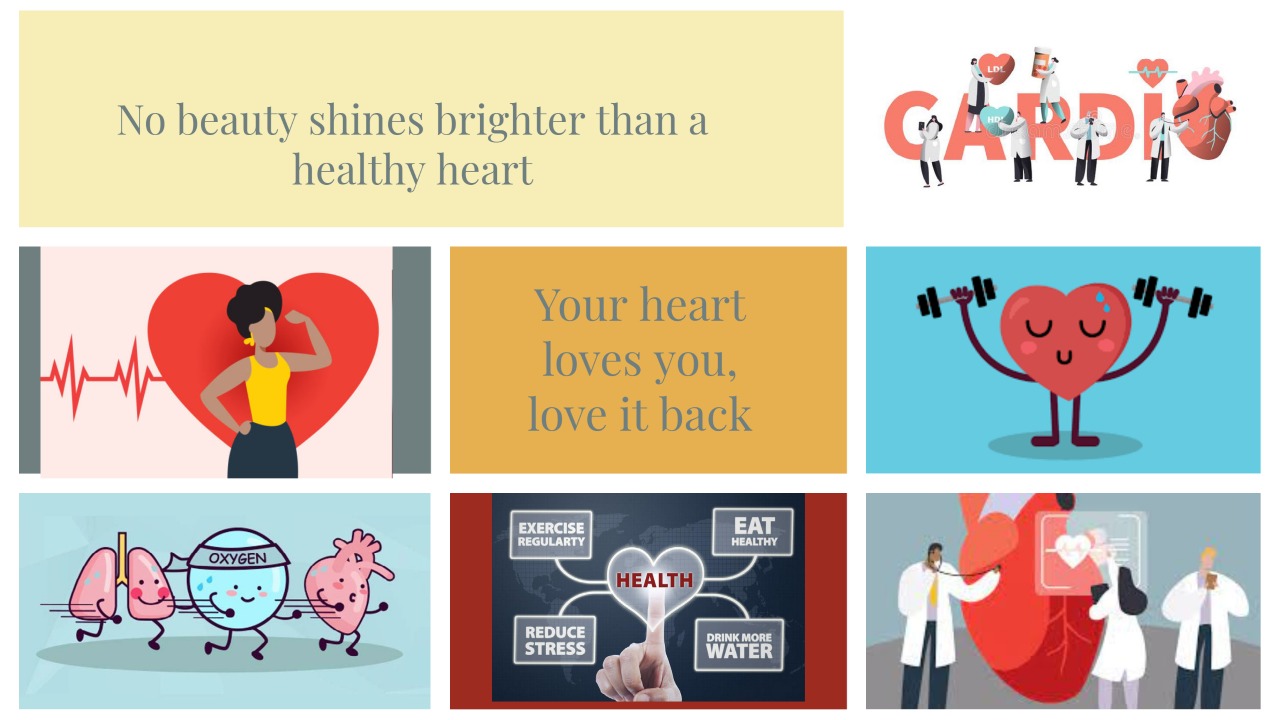 No beauty shines brighter than a
healthy heart
LDL
HDL
CARDIO
Your heart
loves you,
love it back
OXYGEN
EXERCISE
REGULARTY
EAT
HEALTHY
HEALTH
REDUCE
STRESS
DRINK MORE
WATER